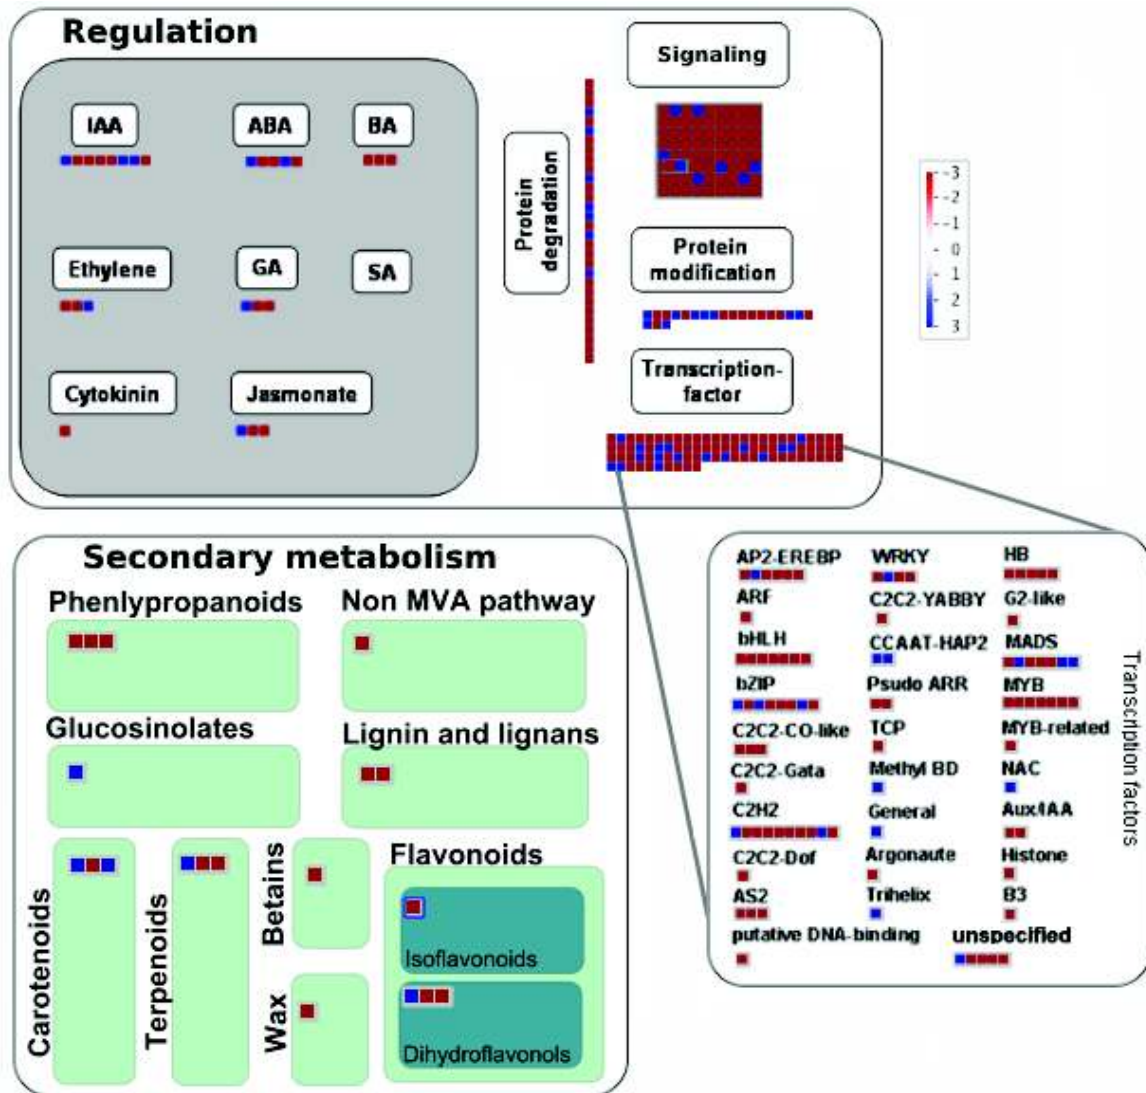 Regulation
Signaling
IAA
ABA
BA
Protein
degradation
-3
-2
-1
0
1
2
3
Protein
modification
Ethylene
GA
SA
Transcription-
factor
Cytokinin
Jasmonate
Secondary metabolism
Phenlypropanoids
Non MVA pathway
Glucosinolates
Lignin and lignans
Carotenoids
Terpenoids
Betains
Wax
Flavonoids
Isoflavonoids
Dihydroflavonols
AP2-EREBP
WRKY
HB
ARF
C2C2-YABBY
G2-like
bHLH
CCAAT-HAP2
MADS
bZIP
Psudo ARR
MYB
C2C2-CO-like
TCP
MYB-related
C2C2-Gata
Methyl BD
NAC
C2H2
General
Aux/IAA
C2C2-Dof
Argonaute
Histone
AS2
Trihelix
B3
putative DNA-binding
unspecified
Transcription factors